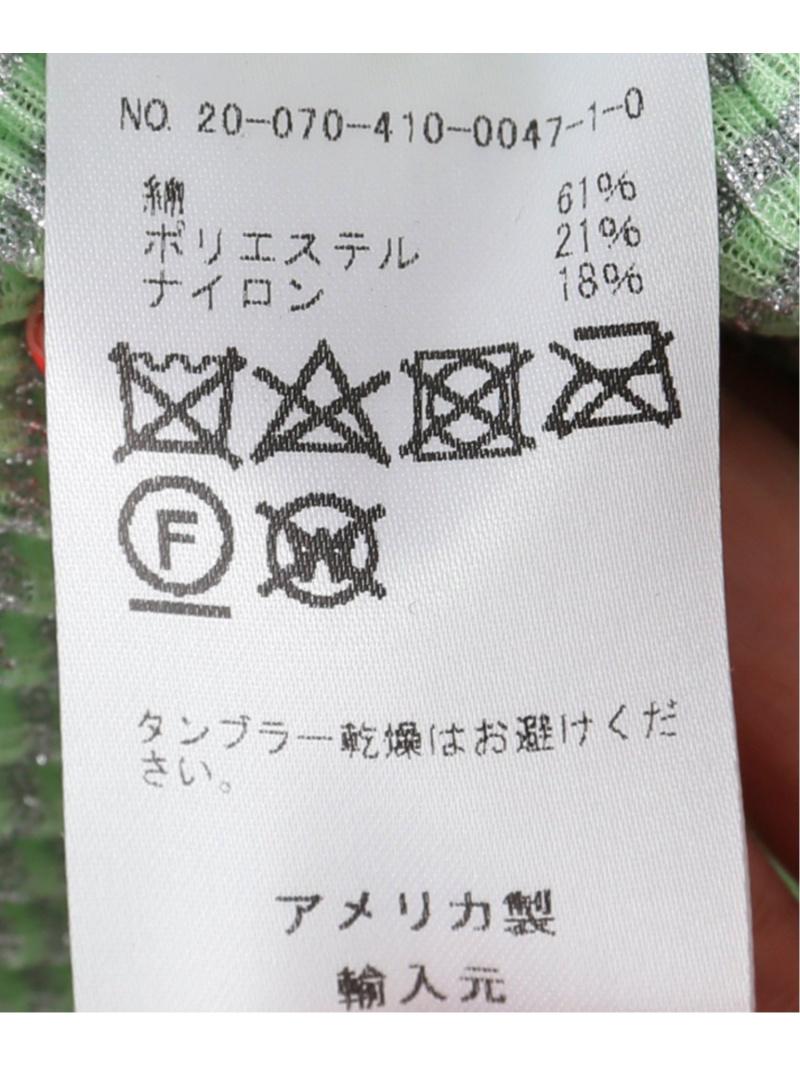 NO. 20-070-410-0047-1-0
綿 61%
ポリエステル 21%
ナイロン 18%
F
W
タンブラー乾燥はお避けくだ
さい。
アメリカ製
輸入元